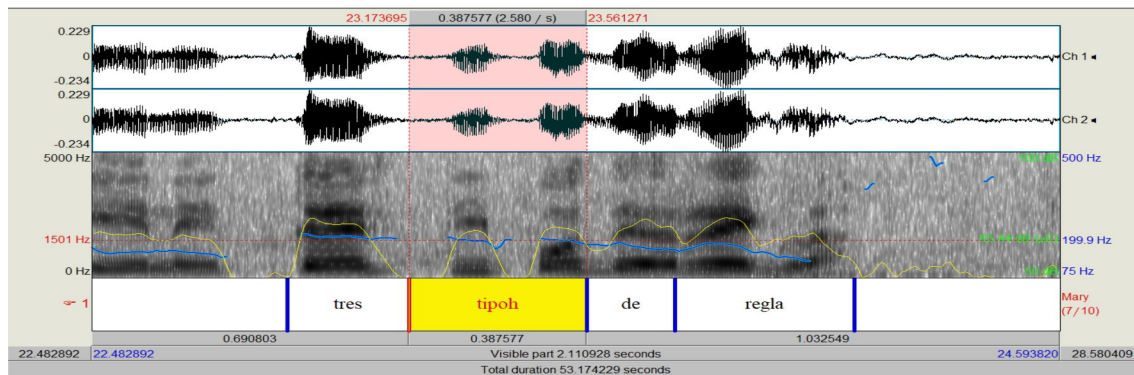 23.173695 0.387577 (2.580 / s) 23.561271
0.229
0
-0.234
Ch 1
0.229
0
-0.234
Ch 2
5000 Hz 500 Hz
1501 Hz 199.9 Hz
0 Hz 75 Hz
1 tres tipoh de regla Mary
(7/10)
0.690803 0.387577 1.032549
22.482892 22.482892 Visible part 2.110928 seconds 24.593820 28.580409
Total duration 53.174229 seconds